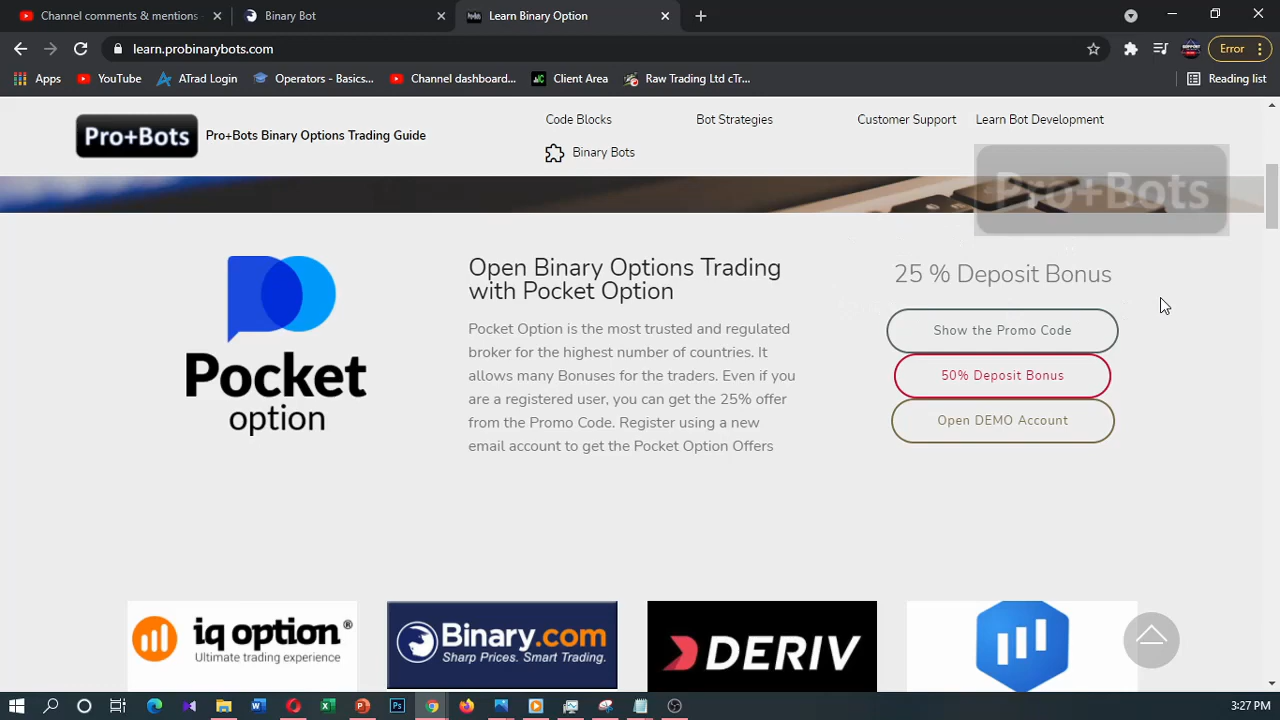 Channel comments & mentions
Binary Bot
Learn Binary Option
learn.probinarybots.com
Error
Apps
YouTube
ATrad Login
Operators - Basics...
Channel dashboard...
Client Area
Raw Trading Ltd cTr...
Reading list
Pro+Bots
Pro+Bots Binary Options Trading Guide
Code Blocks
Bot Strategies
Customer Support
Learn Bot Development
Binary Bots
Pro+Bots
Pocket
option
Open Binary Options Trading
with Pocket Option
Pocket Option is the most trusted and regulated
broker for the highest number of countries. It
allows many Bonuses for the traders. Even if you
are a registered user, you can get the 25% offer
from the Promo Code. Register using a new
email account to get the Pocket Option Offers
25 % Deposit Bonus
Show the Promo Code
50% Deposit Bonus
Open DEMO Account
iq option®
Ultimate trading experience
Binary.com
Sharp Prices. Smart Trading.
DERIV
3:27 PM